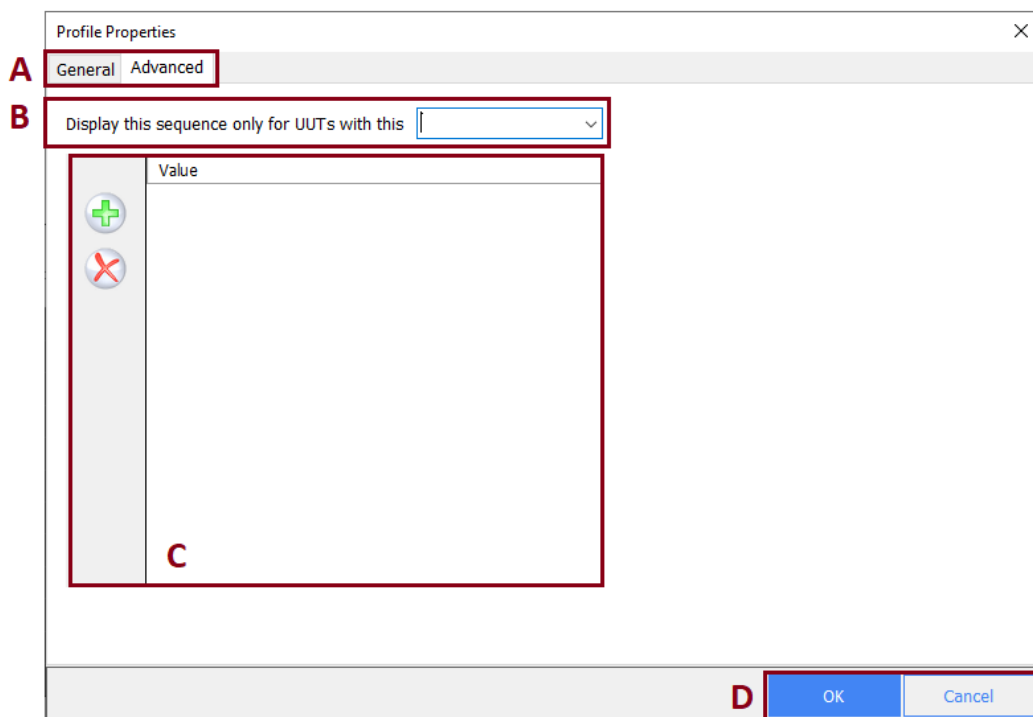 Profile Properties
A General Advanced
B Display this sequence only for UUTs with this
Value
C
D OK Cancel